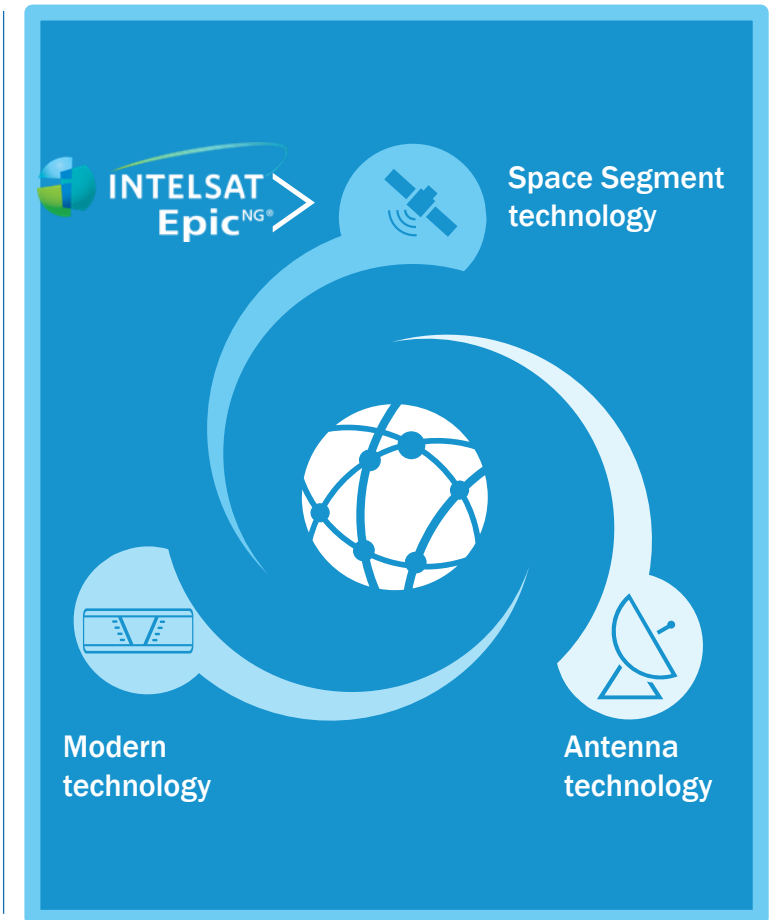 INTELSAT
Epic NG®
Space Segment
technology
Modern
technology
Antenna
technology